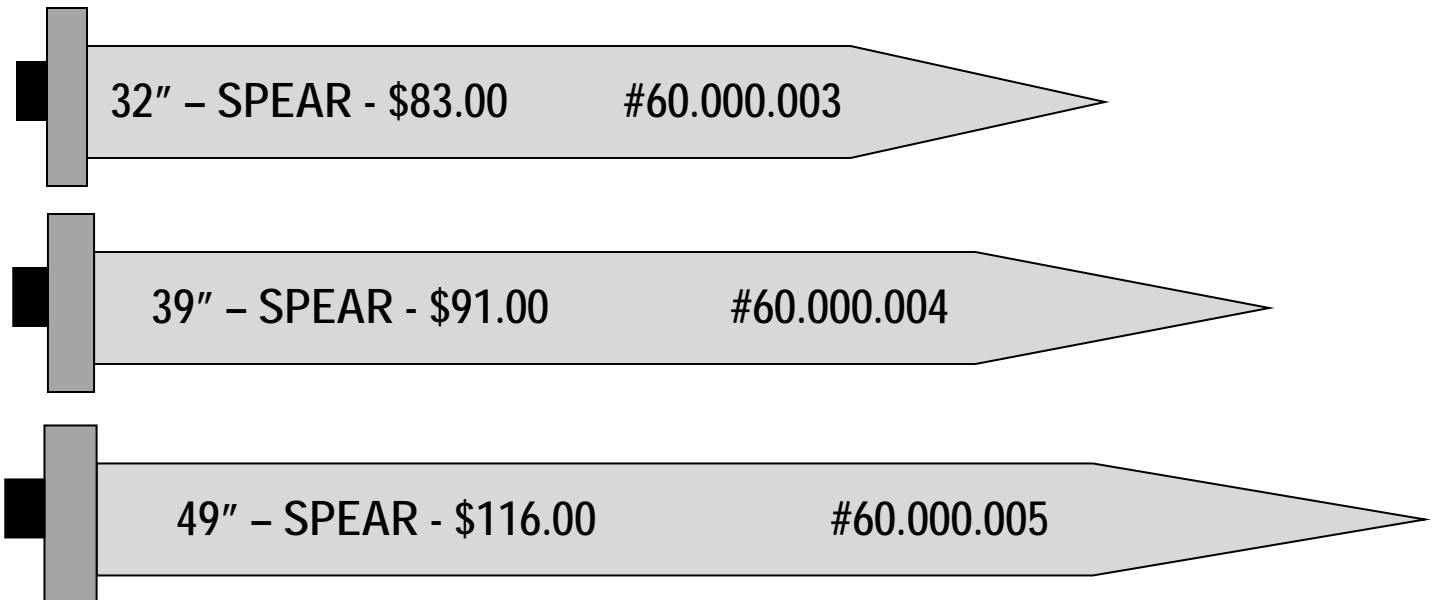 32" – SPEAR - $83.00 #60.000.003
39" – SPEAR - $91.00 #60.000.004
49" – SPEAR - $116.00 #60.000.005